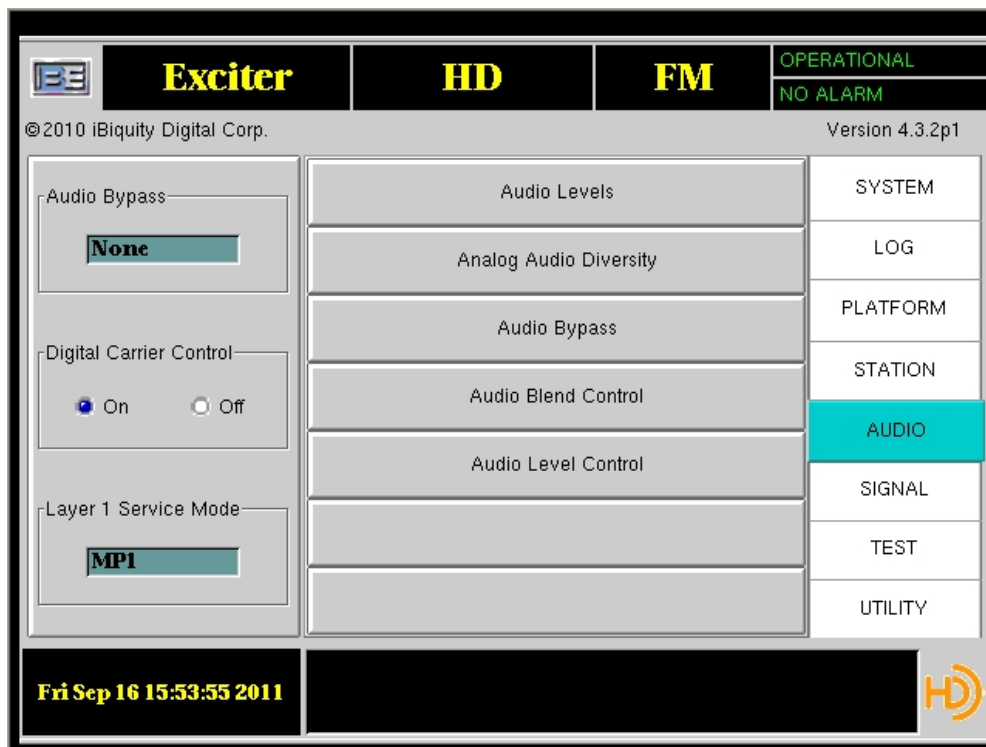 Exciter
HD
FM
OPERATIONAL
NO ALARM
©2010 iBiquity Digital Corp.
Version 4.3.2p1
Audio Bypass
None
Digital Carrier Control
On
Off
Layer 1 Service Mode
MP1
Audio Levels
Analog Audio Diversity
Audio Bypass
Audio Blend Control
Audio Level Control
SYSTEM
LOG
PLATFORM
STATION
AUDIO
SIGNAL
TEST
UTILITY
Fri Sep 16 15:53:55 2011
HD